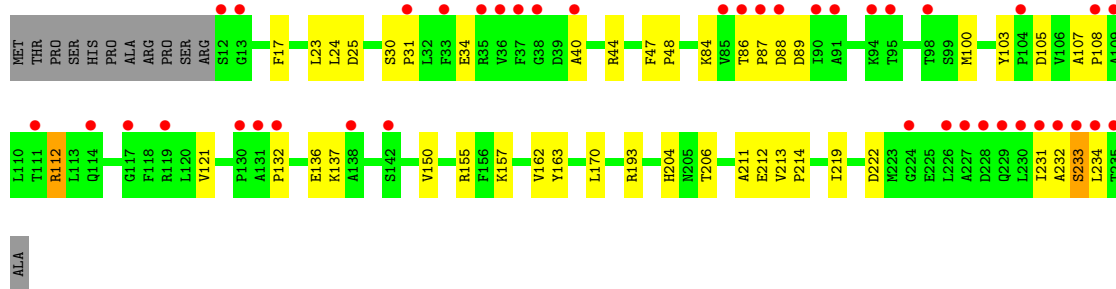 MET THR PRO SER HIS PRO ALA ARG PRO SER ARG S12 G13 F17 L23 L24 D25 S30 P31 L32 F33 E34 R35 V36 F37 G38 D39 A40 R44 F47 P48 K84 V85 T86 P87 D88 D89 I90 A91 K94 T95 T98 S99 M100 Y103 P104 D105 V106 A107 P108 A109
L110 T111 R112 L113 Q114 G117 F118 R119 L120 V121 P130 A131 P132 E136 K137 A138 S142 V150 R155 F156 K157 V162 Y163 L170 R193 H204 N205 T206 A211 E212 V213 P214 I219 D222 M223 G224 E225 L226 A227 D228 Q229 L230 I231 A232 S233 L234 T235
ALA